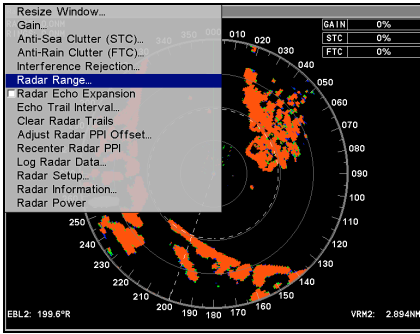 Resize Window...
Gain...
Anti-Sea Clutter (STC)...
Anti-Rain Clutter (FTC)...
Interference Rejection...
Radar Range...
Radar Echo Expansion
Echo Trail Interval...
Clear Radar Trails
Adjust Radar PPI Offset...
Recenter Radar PPI
Log Radar Data...
Radar Setup...
Radar Information...
Radar Power
GAIN 0%
STC 0%
FTC 0%
020
030
040
050
060
070
080
090
100
110
120
130
140
150
160
170
180
190
200
210
220
230
240
250
EBL2: 199.6°R
VRM2: 2.894N